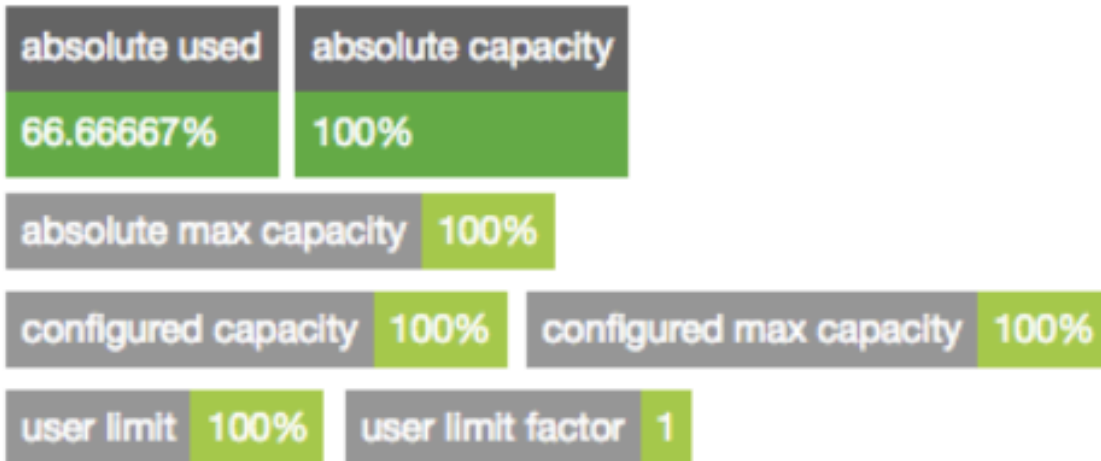 absolute used absolute capacity
66.66667% 100%
absolute max capacity 100%
configured capacity 100% configured max capacity 100%
user limit 100% user limit factor 1